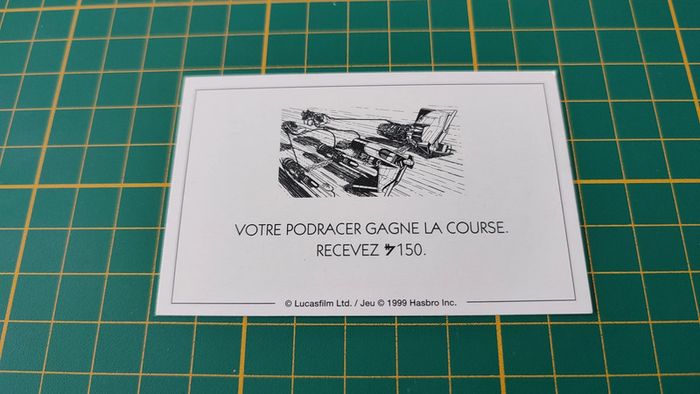 VOTRE PODRACER GAGNE LA COURSE.
RECEVEZ 150.
© Lucasfilm Ltd. / Jeu © 1999 Hasbro Inc.